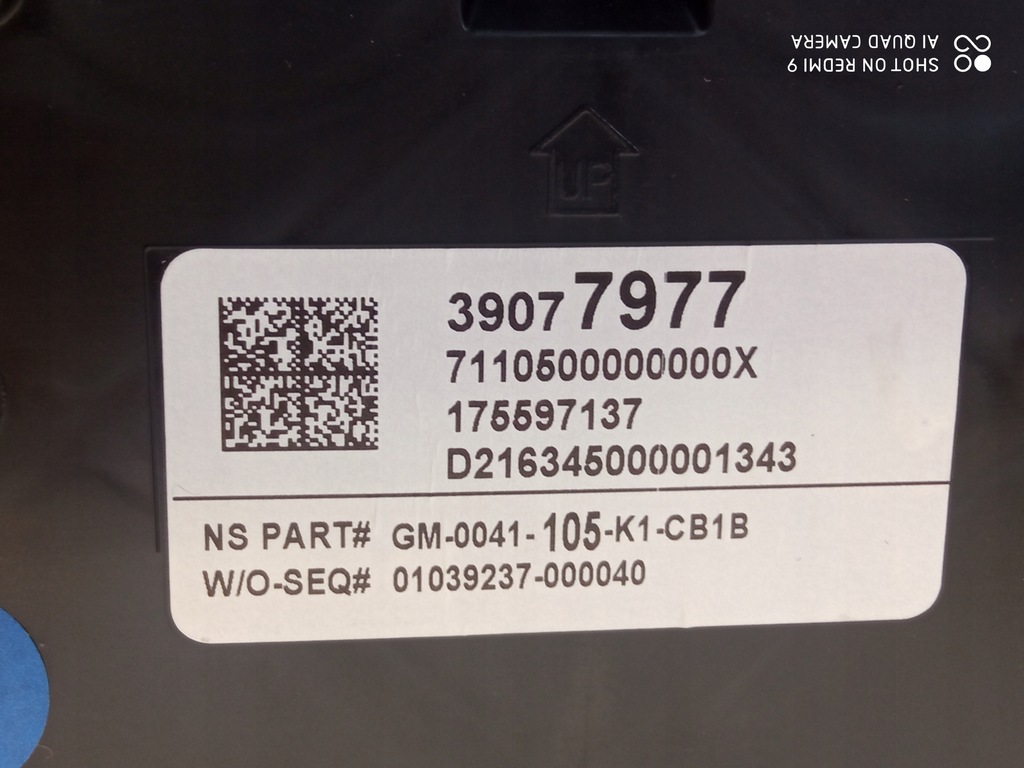 SHOT ON REDMI 9
AI QUAD CAMERA
UP
39077977
7110500000000X
175597137
D216345000001343
NS PART# GM-0041-105-K1-CB1B
W/O-SEQ# 01039237-000040